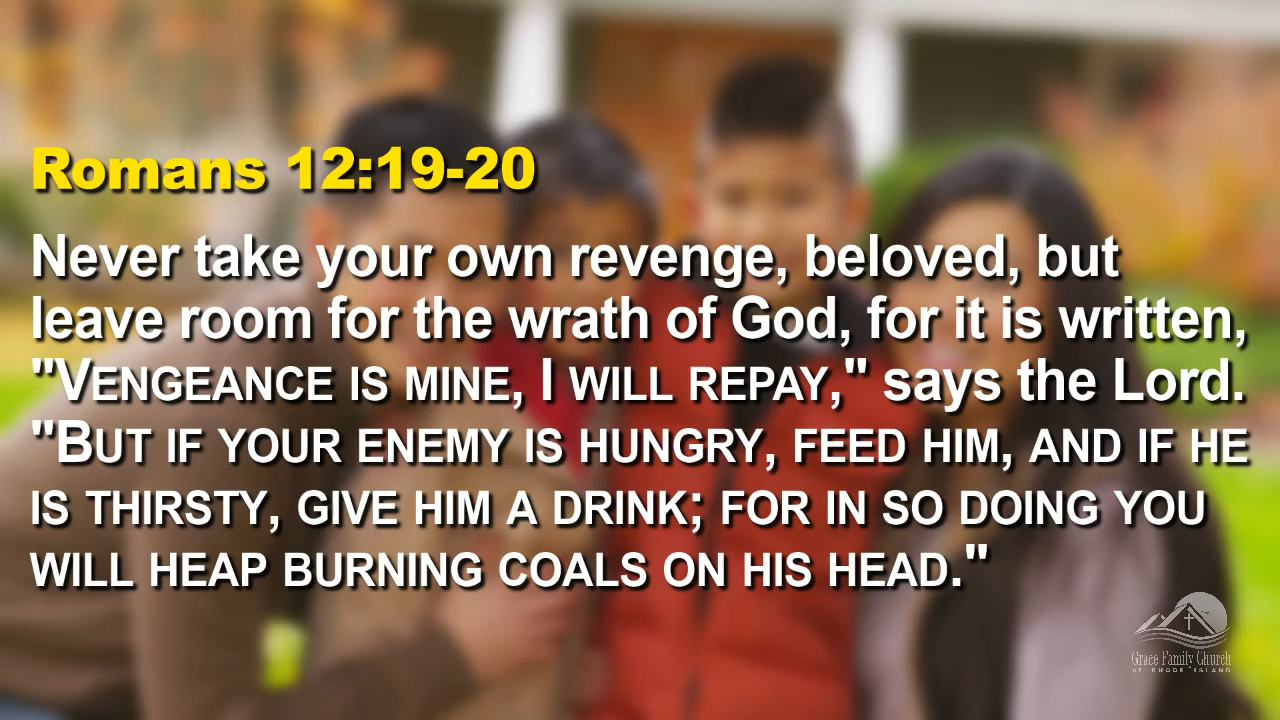 Romans 12:19-20
Never take your own revenge, beloved, but
leave room for the wrath of God, for it is written,
"VENGEANCE IS MINE, I WILL REPAY," says the Lord.
"BUT IF YOUR ENEMY IS HUNGRY, FEED HIM, AND IF HE
IS THIRSTY, GIVE HIM A DRINK; FOR IN SO DOING YOU
WILL HEAP BURNING COALS ON HIS HEAD."
Grace Family Church
OF RHODE ISLAND